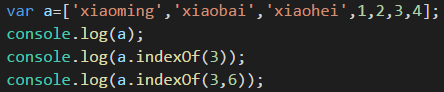 var a=['xiaoming','xiaobai','xiaohei',1,2,3,4];
console.log(a);
console.log(a.indexOf(3));
console.log(a.indexOf(3,6));